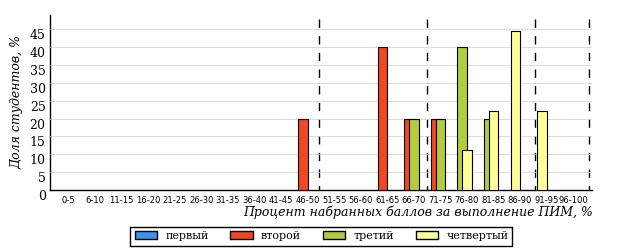 Доля студентов, %
45
40
35
30
25
20
15
10
5
0
0-5 6-10 11-15 16-20 21-25 26-30 31-35 36-40 41-45 46-50 51-55 56-60 61-65 66-70 71-75 76-80 81-85 86-90 91-95 96-100
Процент набранных баллов за выполнение ПИМ, %
первый второй третий четвертый